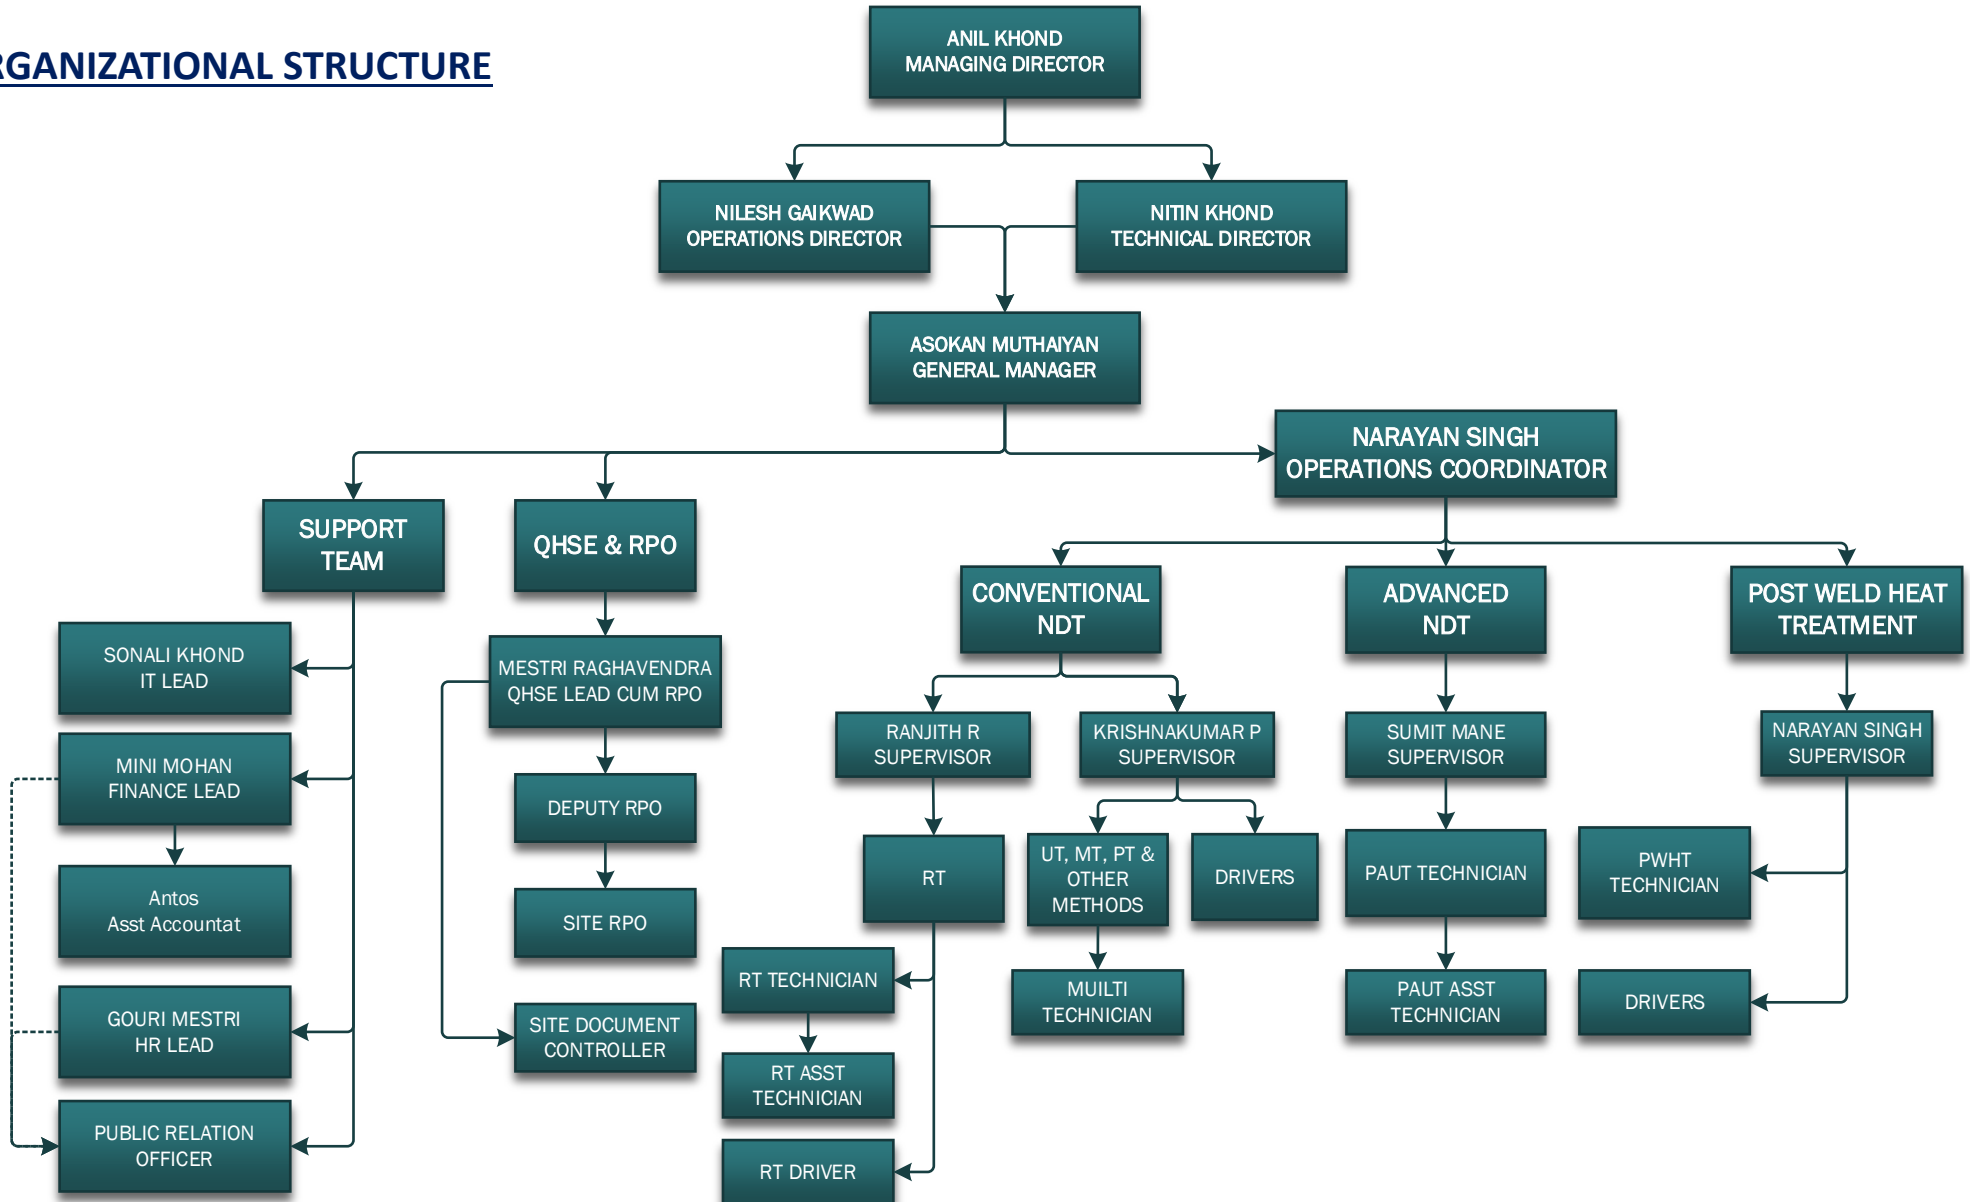 RGANIZATIONAL STRUCTURE
ANIL KHOND
MANAGING DIRECTOR
NILESH GAIKWAD
OPERATIONS DIRECTOR
NITIN KHOND
TECHNICAL DIRECTOR
ASOKAN MUTHAIYAN
GENERAL MANAGER
NARAYAN SINGH
OPERATIONS COORDINATOR
SUPPORT
TEAM
SONALI KHOND
IT LEAD
MINI MOHAN
FINANCE LEAD
Antos
Asst Accountat
GOURI MESTRI
HR LEAD
PUBLIC RELATION
OFFICER
QHSE & RPO
MESTRI RAGHAVENDRA
QHSE LEAD CUM RPO
DEPUTY RPO
SITE RPO
SITE DOCUMENT
CONTROLLER
CONVENTIONAL
NDT
RANJITH R
SUPERVISOR
RT
RT TECHNICIAN
RT ASST
TECHNICIAN
RT DRIVER
KRISHNAKUMAR P
SUPERVISOR
UT, MT, PT &
OTHER
METHODS
MUILTI
TECHNICIAN
DRIVERS
ADVANCED
NDT
SUMIT MANE
SUPERVISOR
PAUT TECHNICIAN
PAUT ASST
TECHNICIAN
POST WELD HEAT
TREATMENT
NARAYAN SINGH
SUPERVISOR
PWHT
TECHNICIAN
DRIVERS